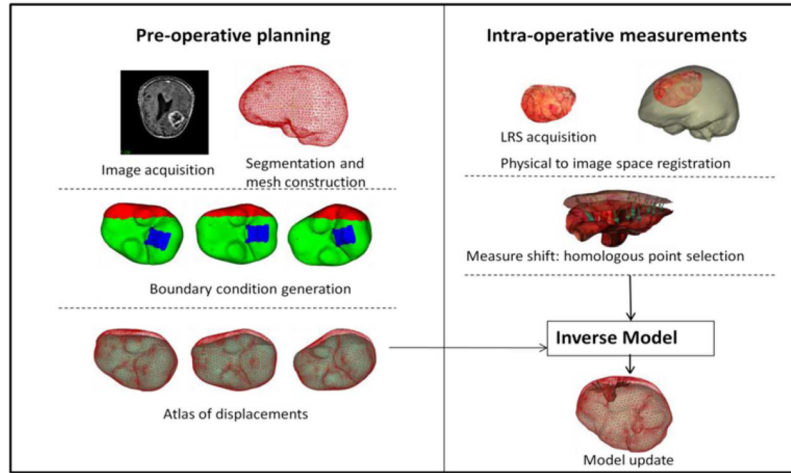 Pre-operative planning
Image acquisition
Segmentation and
mesh construction
Boundary condition generation
Atlas of displacements
Intra-operative measurements
LRS acquisition
Physical to image space registration
Measure shift: homologous point selection
Inverse Model
Model update